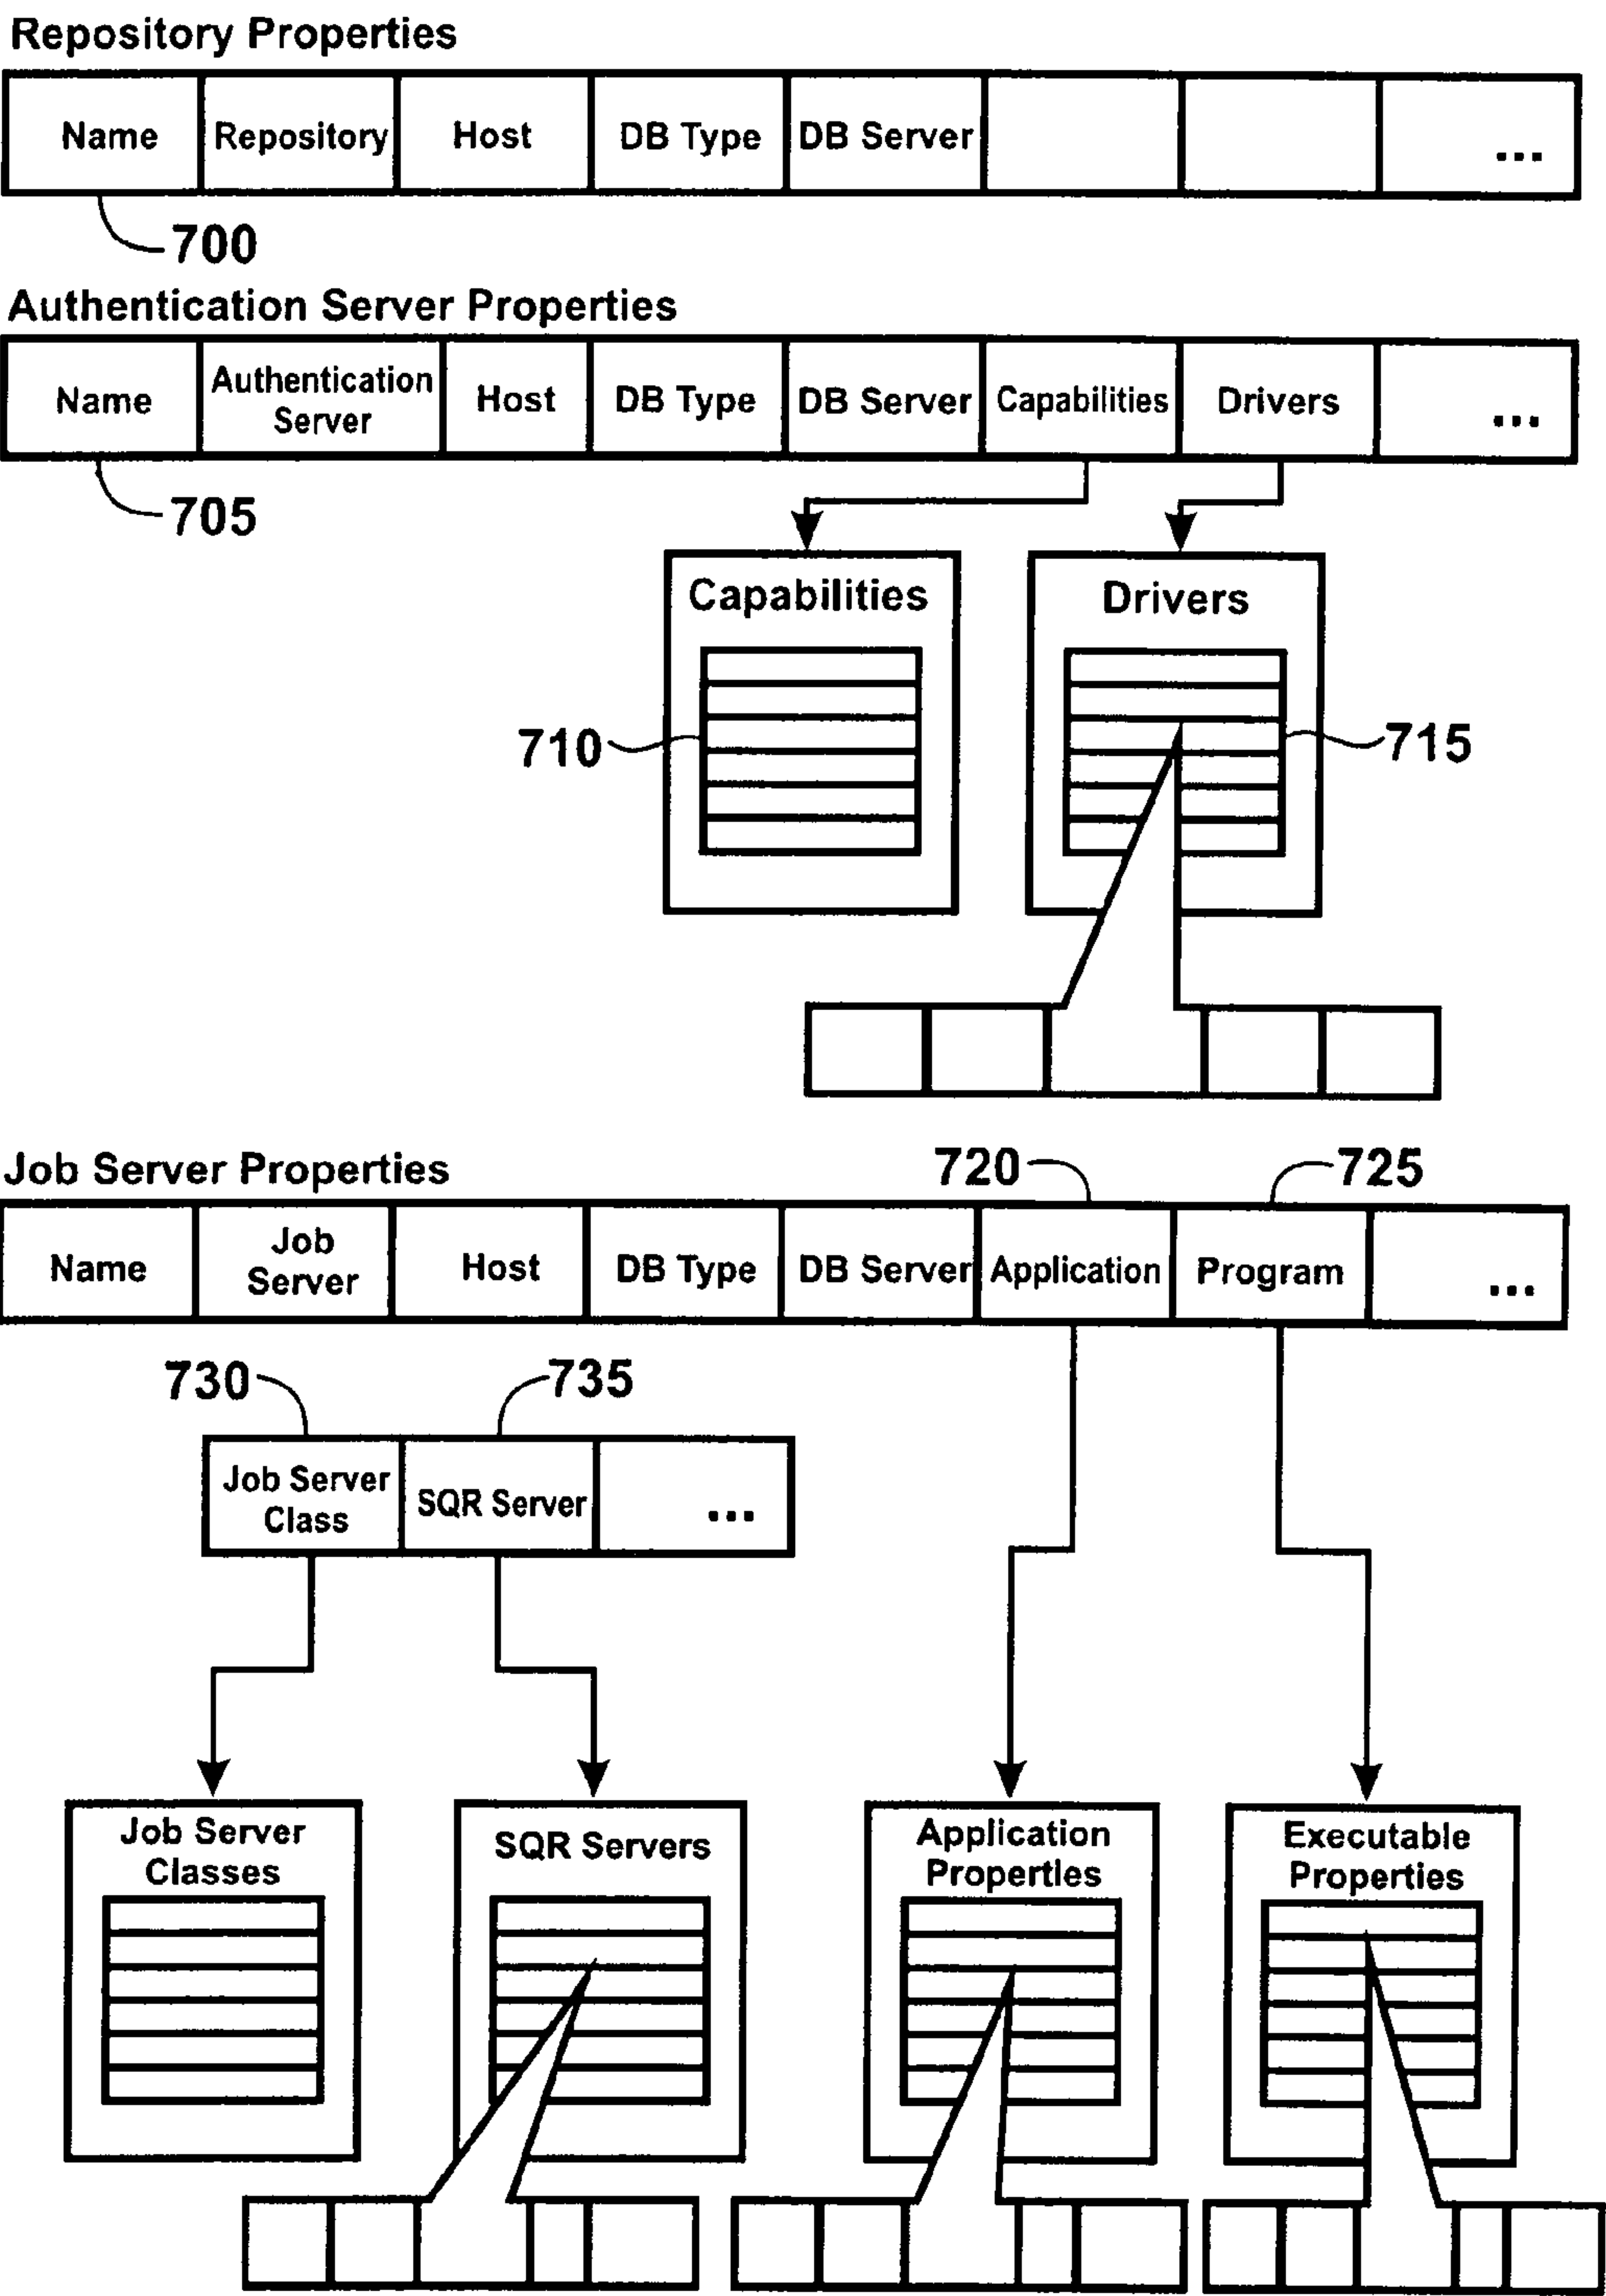 Repository Properties
Name Repository Host DB Type DB Server ...
700
Authentication Server Properties
Name Authentication Server Host DB Type DB Server Capabilities Drivers ...
705
Capabilities
Drivers
710
715
Job Server Properties
720
725
Name Job Server Host DB Type DB Server Application Program ...
730
735
Job Server Class
SQR Server
...
Job Server
Classes
SQR Servers
Application
Properties
Executable
Properties